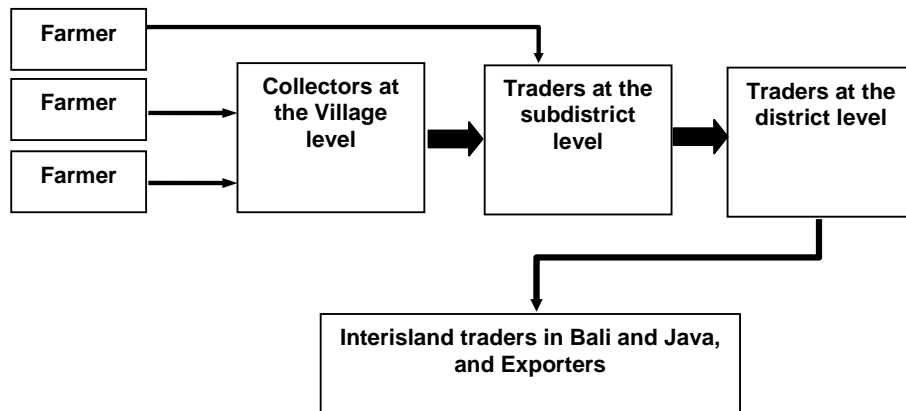 Farmer
Farmer
Farmer
Collectors at
the Village
level
Traders at the
subdistrict
level
Traders at the
district level
Interisland traders in Bali and Java,
and Exporters